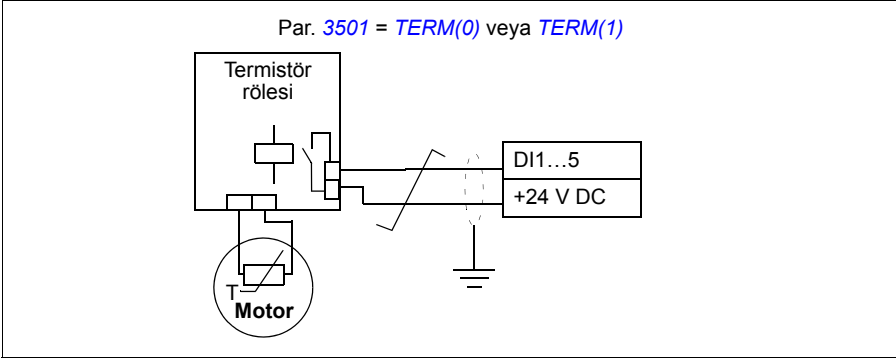 Par. 3501 = TERM(0) veya TERM(1)
Termistör
rölesi
DI1…5
+24 V DC
T
Motor